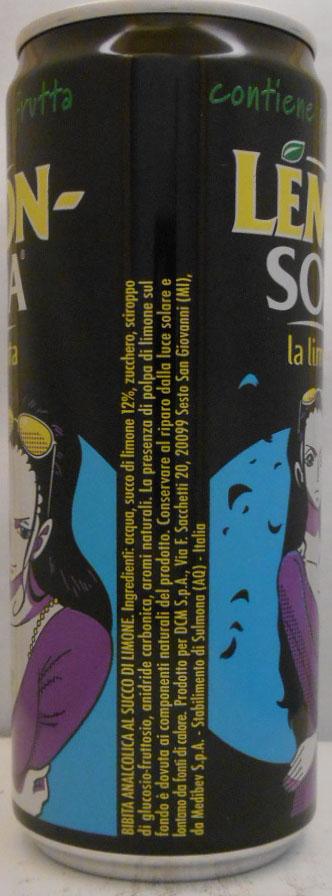 frutta
contiene
ON-
A
LEM
SO
la lim
BIBITA ANALCOLICA AL SUCCO DI LIMONE. Ingredienti: acqua, succo di limone 12%, zucchero, sciroppo
di glucosio-fruttosio, anidride carbonica, aromi naturali. La presenza di polpa di limone sul
fondo è dovuta ai componenti naturali del prodotto. Conservare al riparo dalla luce solare e
lontano da fonti di calore. Prodotto per DCM S.p.A., Via F. Sacchetti 20, 20099 Sesto San Giovanni (MI),
da Medibev S.p.A. - Stabilimento di Sulmona (AQ) - Italia